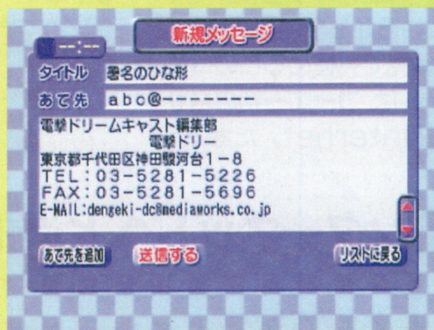 新規メッセージ
--:--
タイトル 署名のひな形
あて先 abc@-------
電撃ドリームキャスト編集部
電撃ドリー
東京都千代田区神田駿河台1-8
TEL:03-5281-5226
FAX:03-5281-5696
E-MAIL:dengeki-dc@mediaworks.co.jp
あて先を追加 送信する リストに戻る